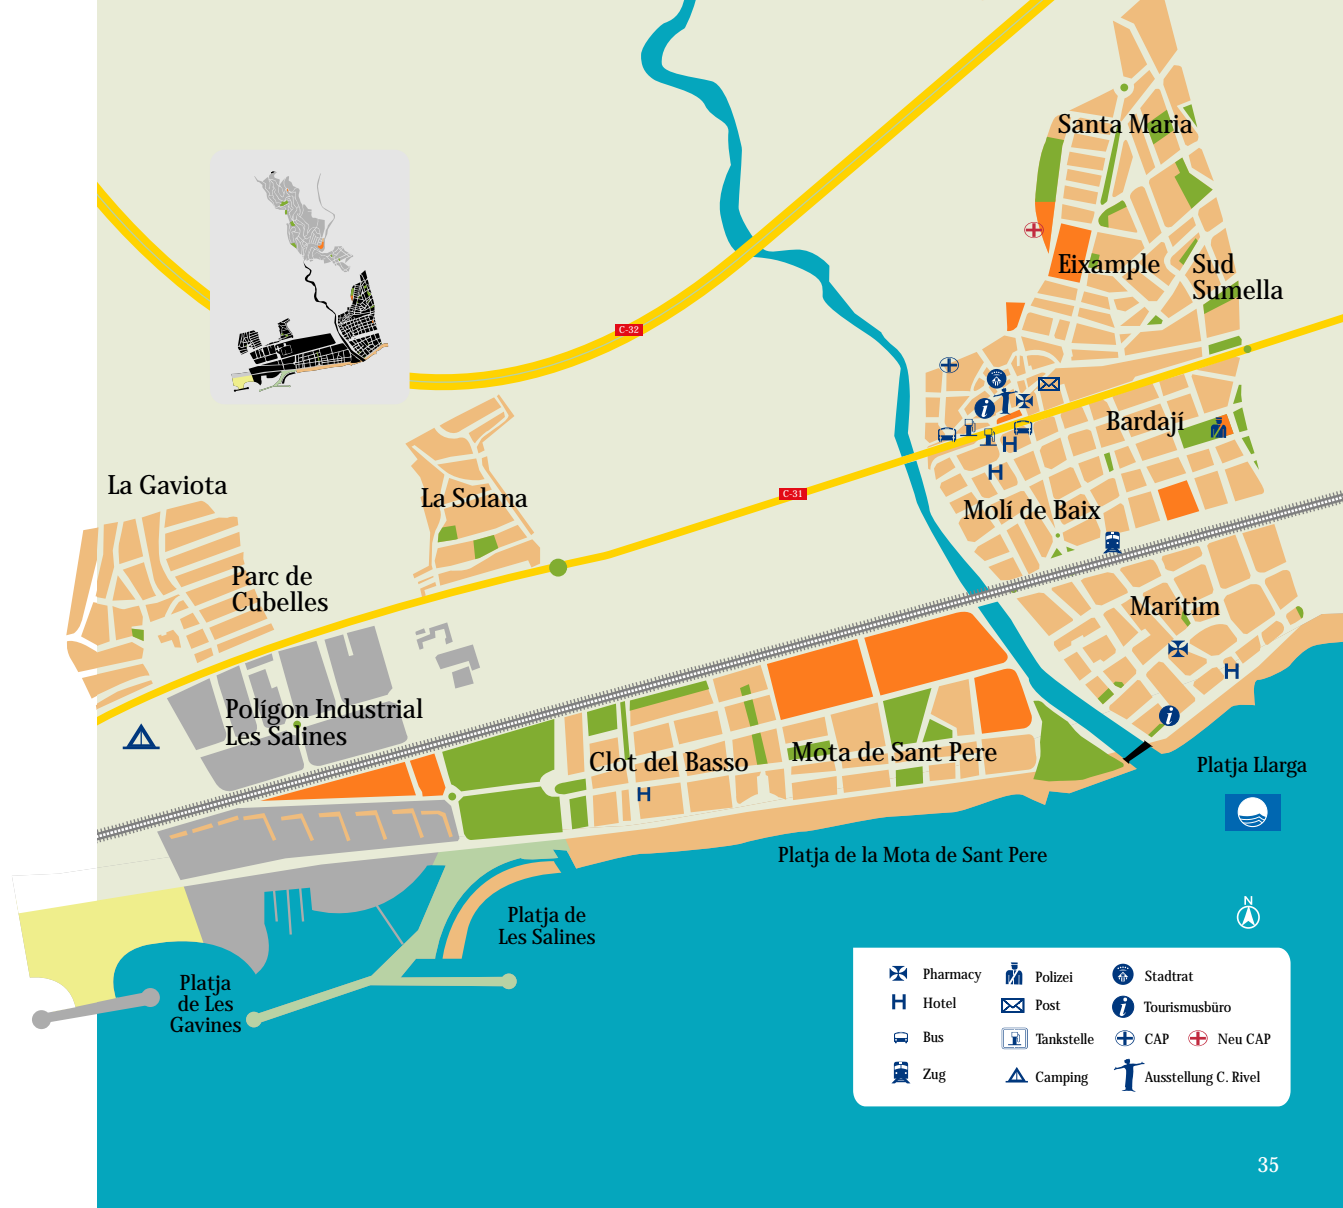 Santa Maria
Eixample
Sud
Sumella
C-32
Bardají
La Gaviota
La Solana
C-31
Molí de Baix
Parc de
Cubelles
Marítim
Polígon Industrial
Les Salines
Clot del Basso
Mota de Sant Pere
Platja Llarga
Platja de la Mota de Sant Pere
Platja de
Les Salines
Platja
de Les
Gavines
N
H
H
H
H
i
i
Pharmacy
Polizei
Stadtrat
H Hotel
Post
i Tourismusbüro
Bus
Tankstelle
CAP
Neu CAP
Zug
Camping
Ausstellung C. Rivel
35